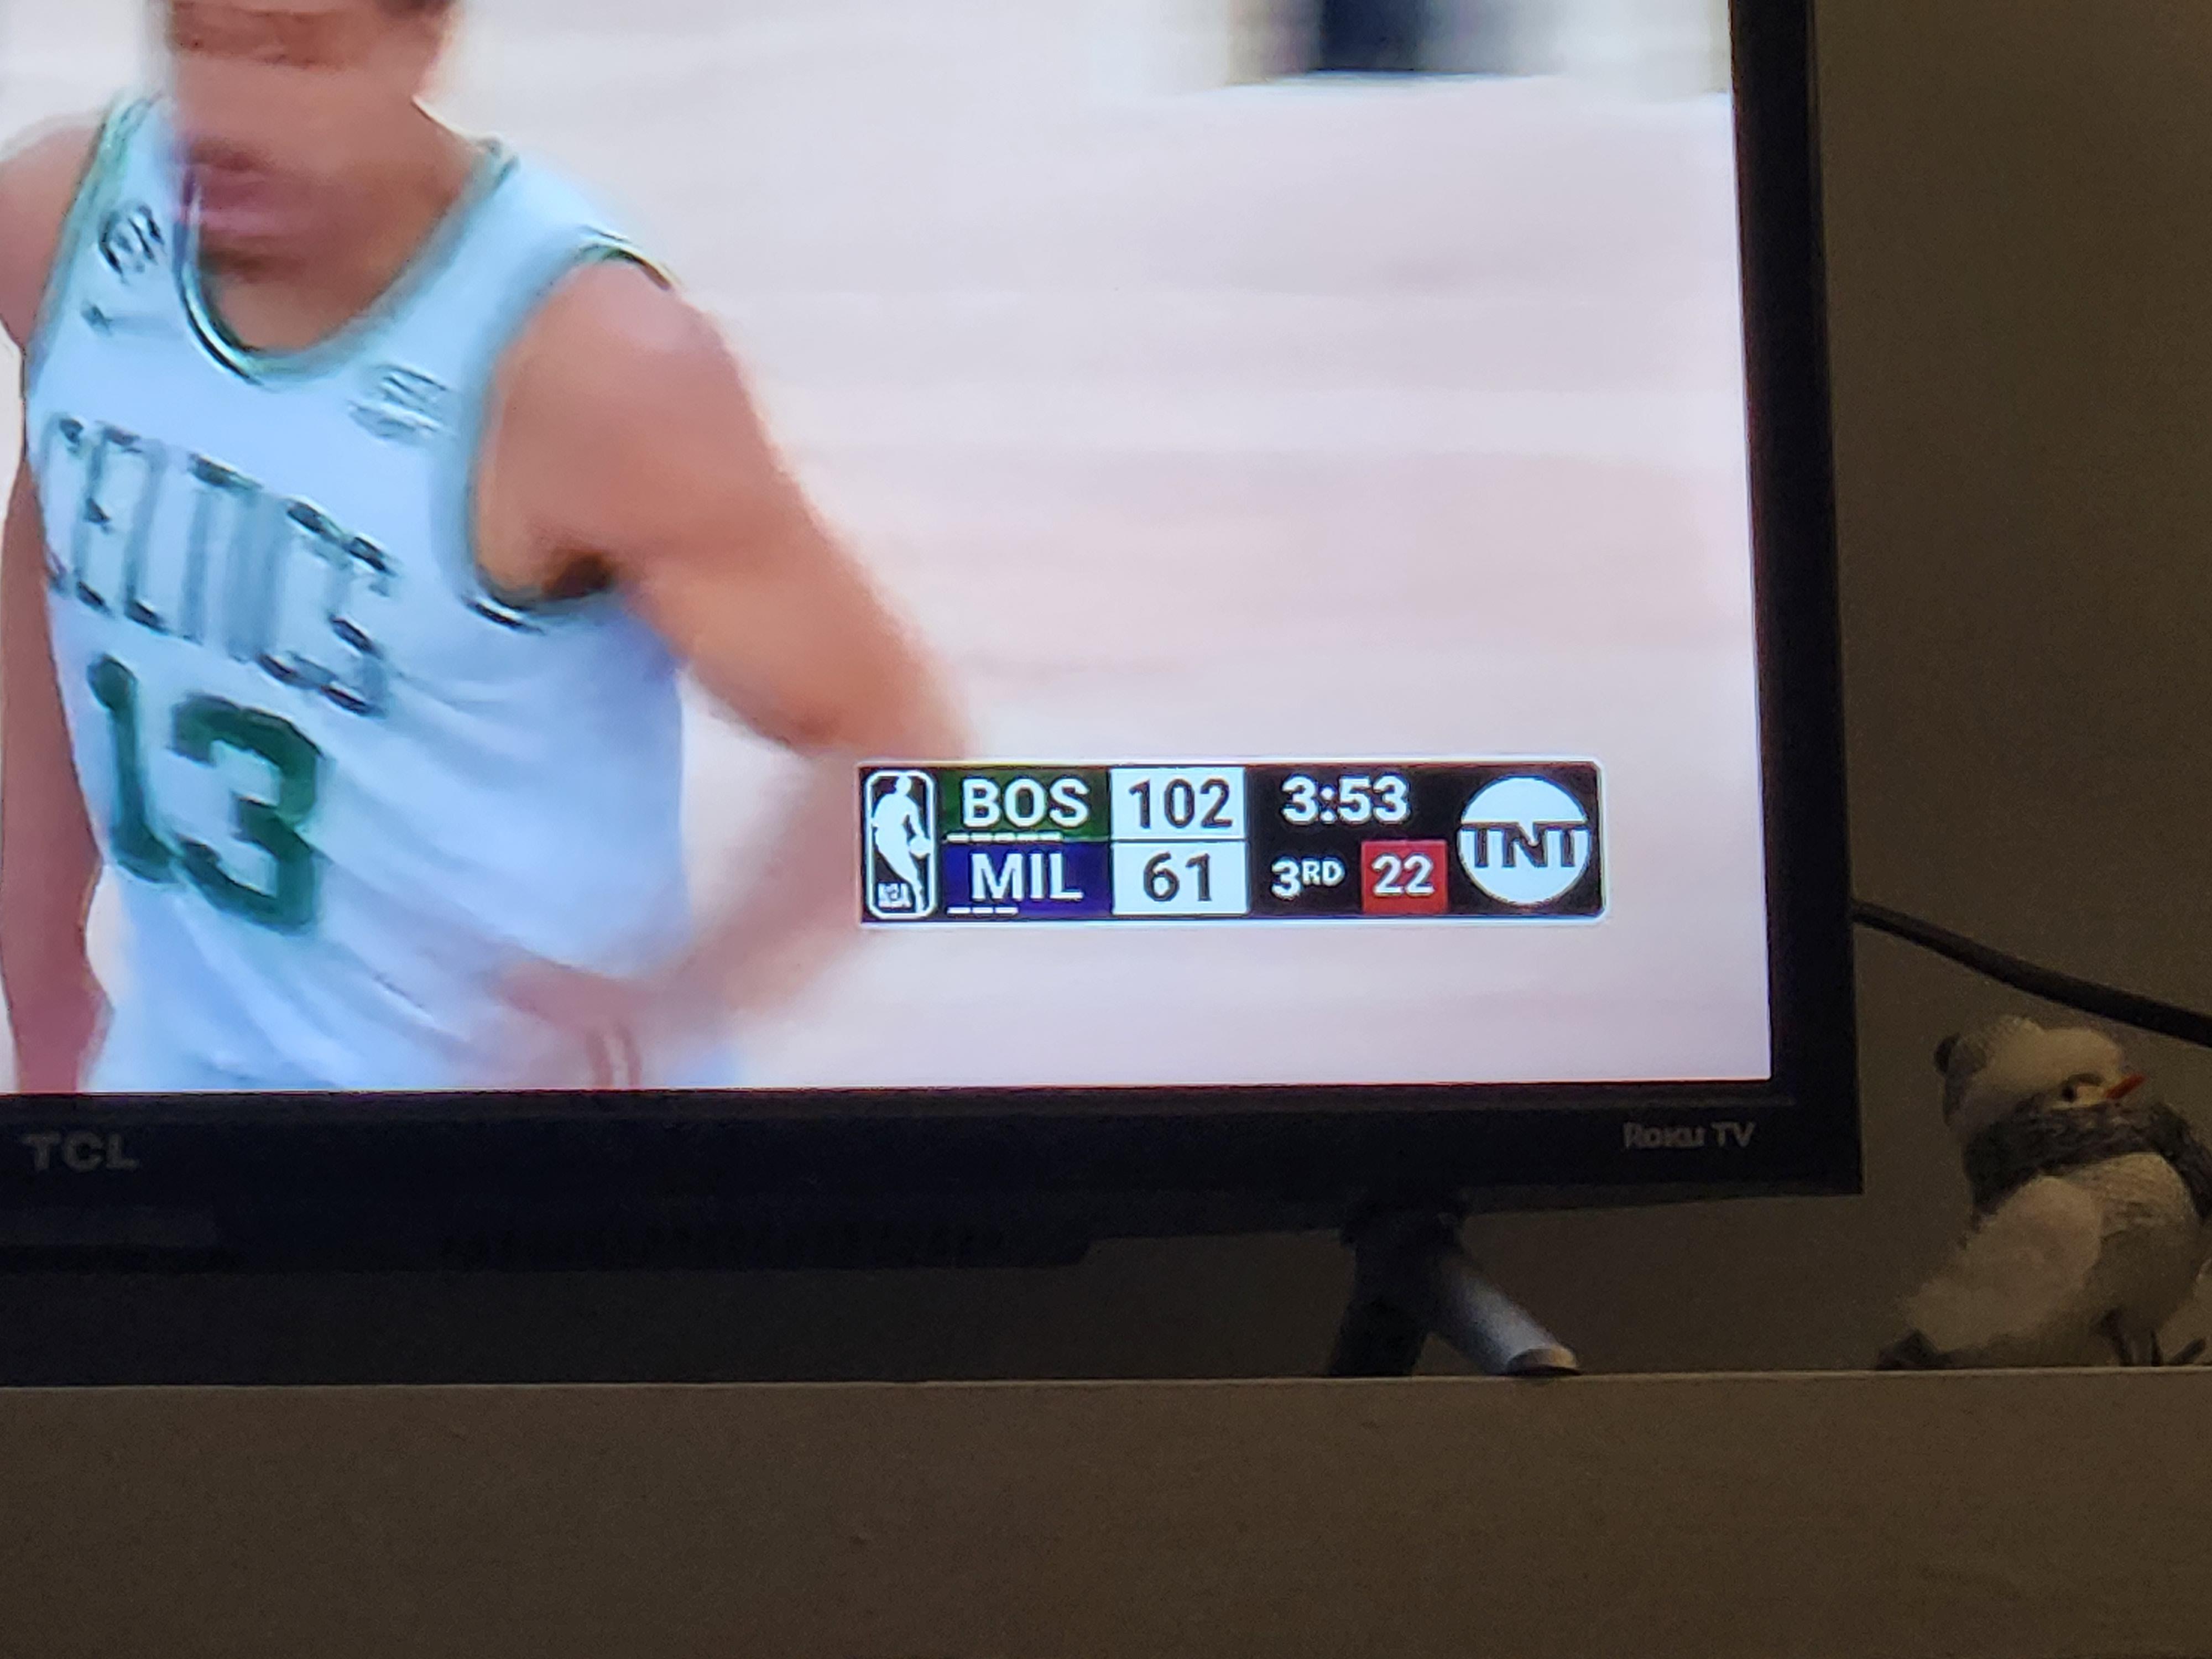 CELTICS
13
NBA
BOS 102 3:53
MIL 61 3RD 22
TNT
TCL
Roku TV